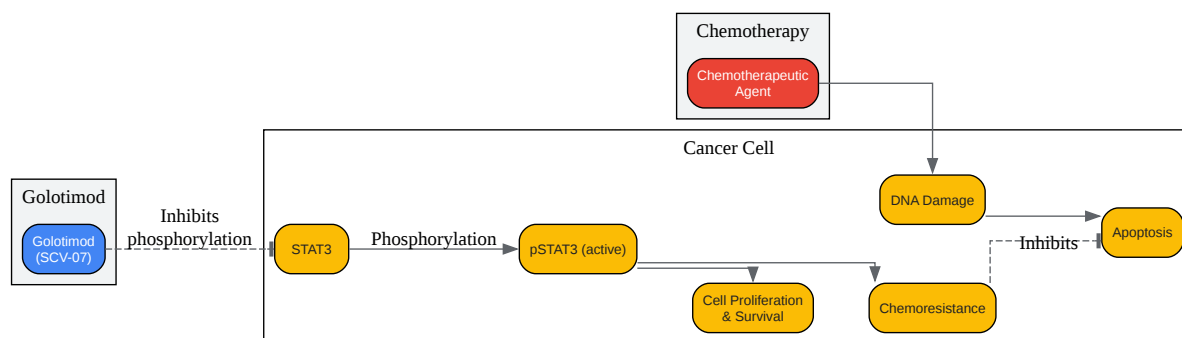 Chemotherapy
Chemotherapeutic
Agent
Cancer Cell
Golotimod
Golotimod
(SCV-07)
Inhibits
phosphorylation
STAT3
Phosphorylation
pSTAT3 (active)
Cell Proliferation
& Survival
DNA Damage
Chemoresistance
Inhibits
Apoptosis